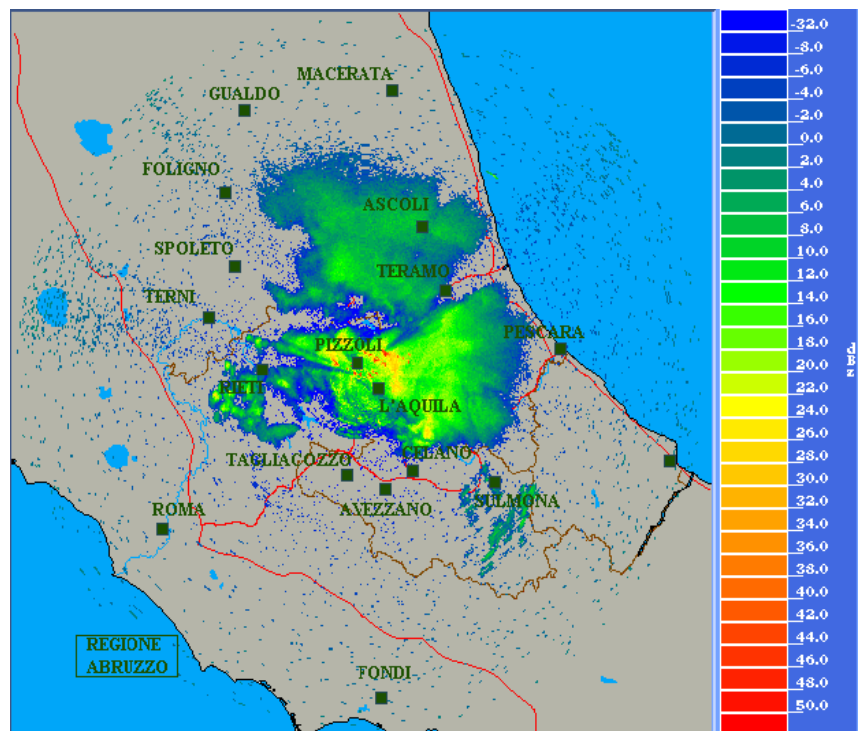 MACERATA
GUALDO
FOLIGNO
ASCOLI
SPOLETO
TERAMO
TERNI
PESCARA
PIZZOLI
RIETI
L'AQUILA
CELANO
TAGLIACOZZO
SULMONA
AVEZZANO
ROMA
REGIONE
ABRUZZO
FONDI
-32.0
-8.0
-6.0
-4.0
-2.0
0.0
2.0
4.0
6.0
8.0
10.0
12.0
14.0
16.0
18.0
20.0
22.0
24.0
26.0
28.0
30.0
32.0
34.0
36.0
38.0
40.0
42.0
44.0
46.0
48.0
50.0